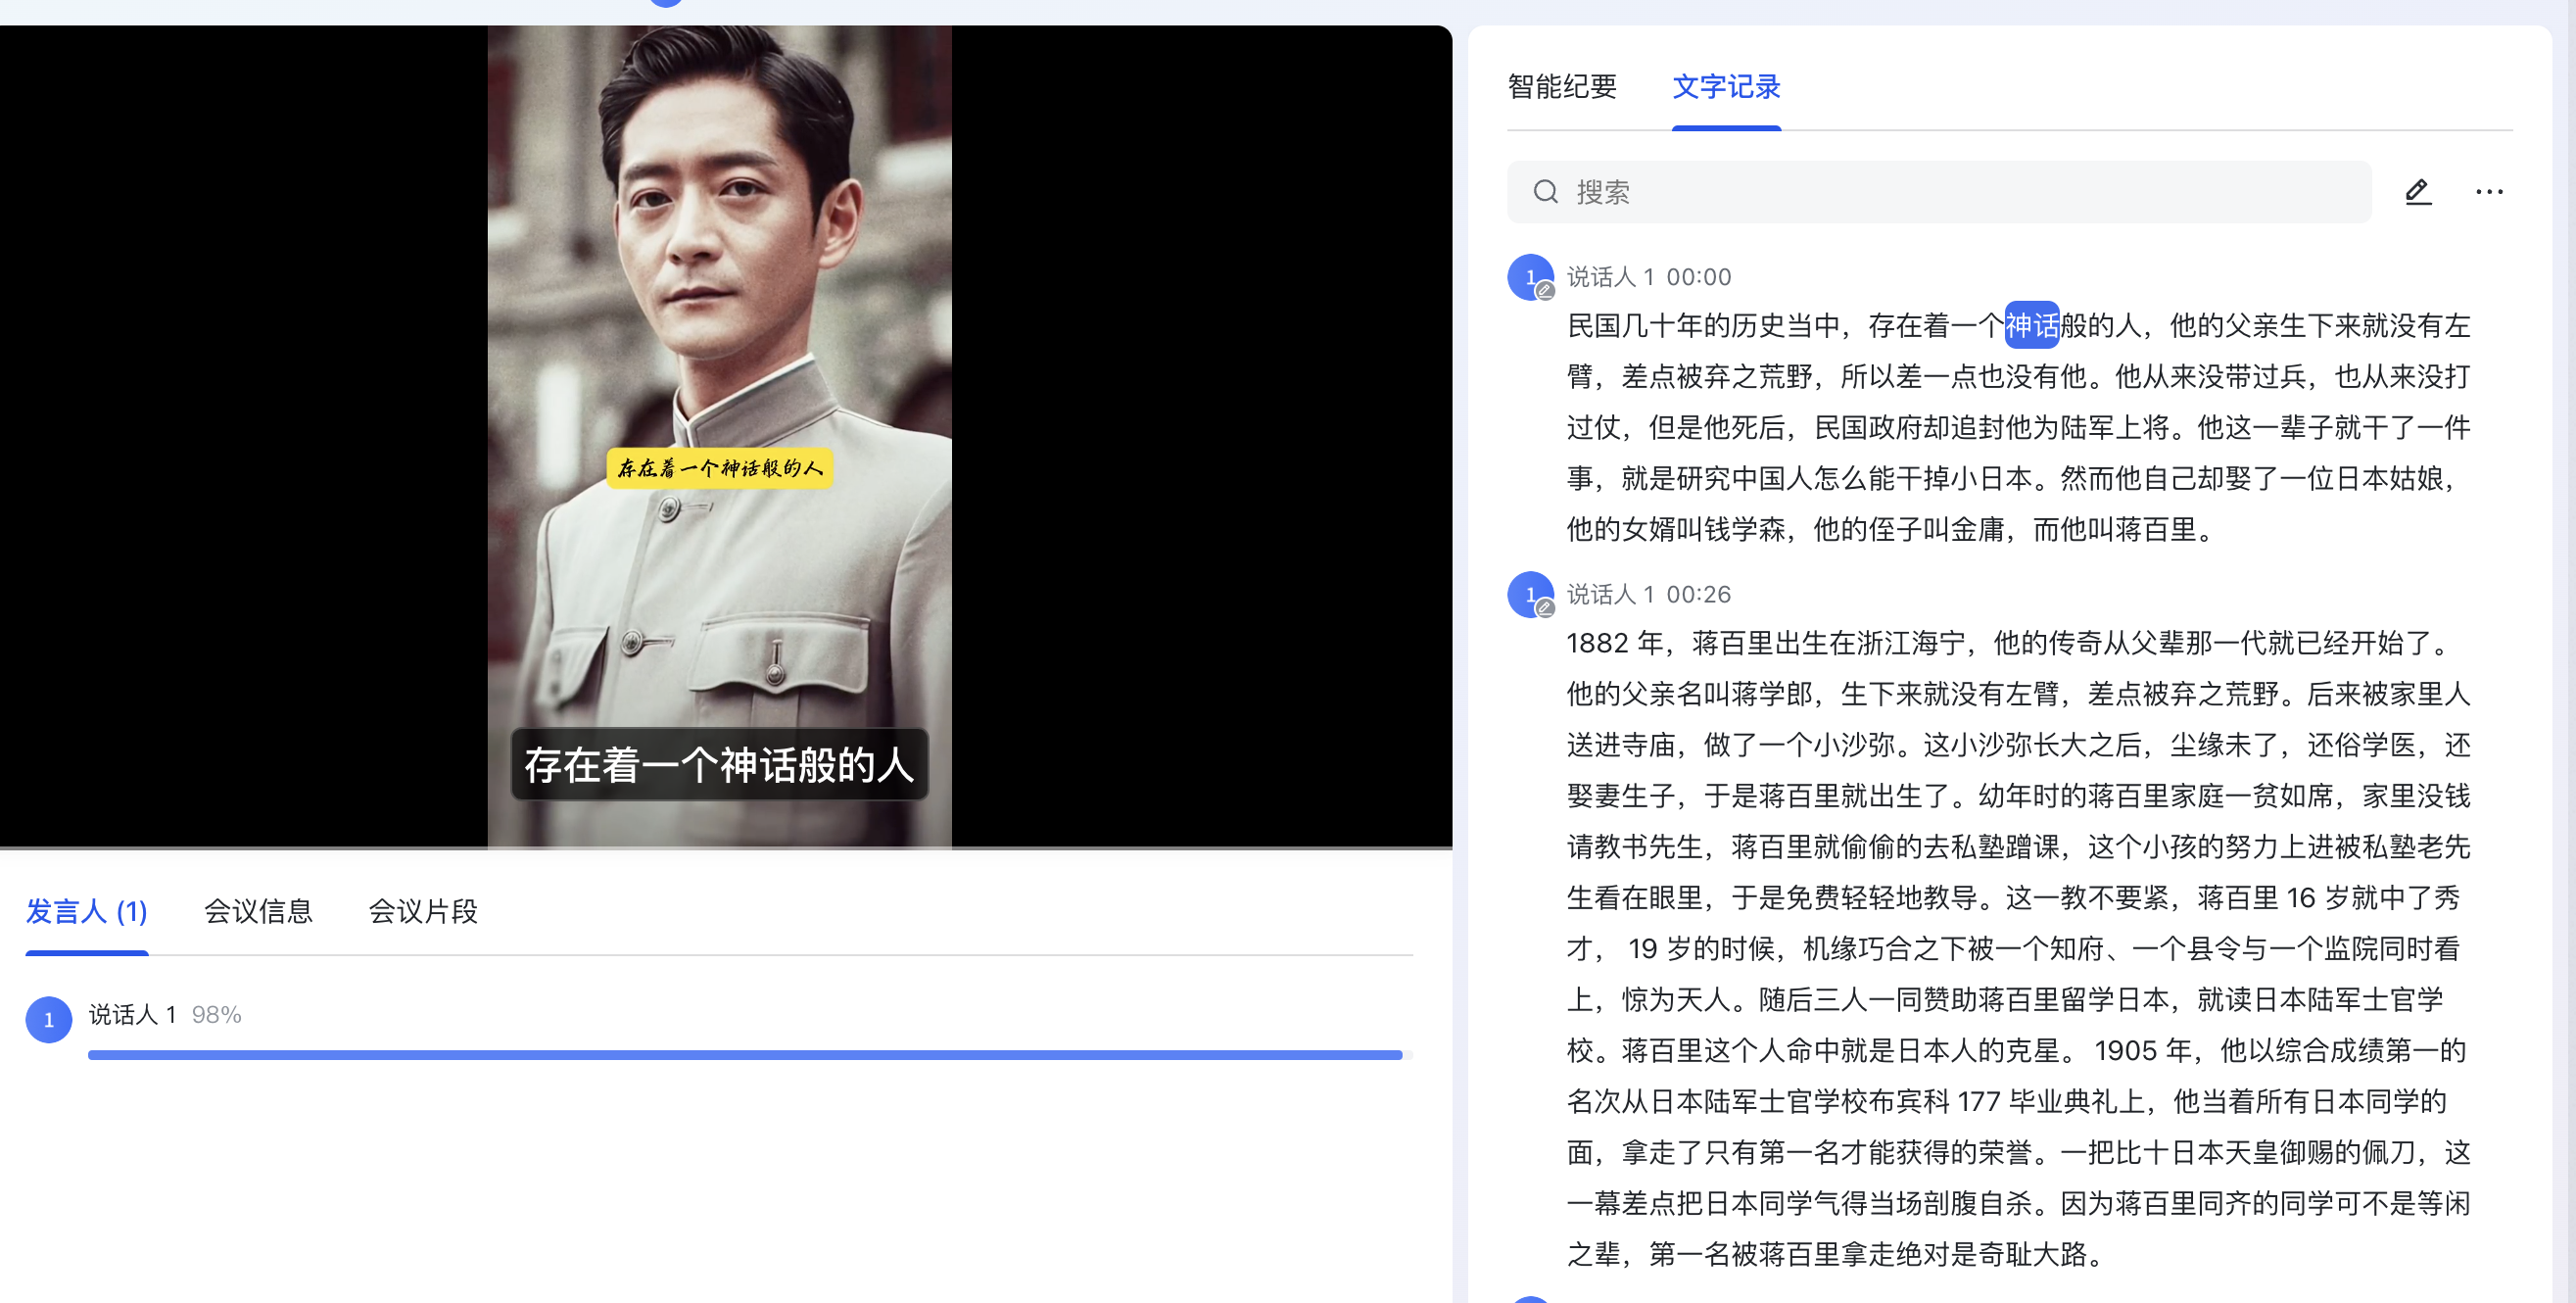 存在着一个神话般的人
存在着一个神话般的人
发言人 (1)
会议信息
会议片段
1
说话人 1 98%
智能纪要
文字记录
搜索
1
说话人 1 00:00
民国几十年的历史当中，存在着一个神话般的人，他的父亲生下来就没有左
臂，差点被弃之荒野，所以差一点也没有他。他从来没带过兵，也从来没打
过仗，但是他死后，民国政府却追封他为陆军上将。他这一辈子就干了一件
事，就是研究中国人怎么能干掉小日本。然而他自己却娶了一位日本姑娘，
他的女婿叫钱学森，他的侄子叫金庸，而他叫蒋百里。
1
说话人 1 00:26
1882 年，蒋百里出生在浙江海宁，他的传奇从父辈那一代就已经开始了。
他的父亲名叫蒋学郎，生下来就没有左臂，差点被弃之荒野。后来被家里人
送进寺庙，做了一个小沙弥。这小沙弥长大之后，尘缘未了，还俗学医，还
娶妻生子，于是蒋百里就出生了。幼年时的蒋百里家庭一贫如席，家里没钱
请教书先生，蒋百里就偷偷的去私塾蹭课，这个小孩的努力上进被私塾老先
生看在眼里，于是免费轻轻地教导。这一教不要紧，蒋百里 16 岁就中了秀
才， 19 岁的时候，机缘巧合之下被一个知府、一个县令与一个监院同时看
上，惊为天人。随后三人一同赞助蒋百里留学日本，就读日本陆军士官学
校。蒋百里这个人命中就是日本人的克星。 1905 年，他以综合成绩第一的
名次从日本陆军士官学校布宾科 177 毕业典礼上，他当着所有日本同学的
面，拿走了只有第一名才能获得的荣誉。一把比十日本天皇御赐的佩刀，这
一幕差点把日本同学气得当场剖腹自杀。因为蒋百里同齐的同学可不是等闲
之辈，第一名被蒋百里拿走绝对是奇耻大路。